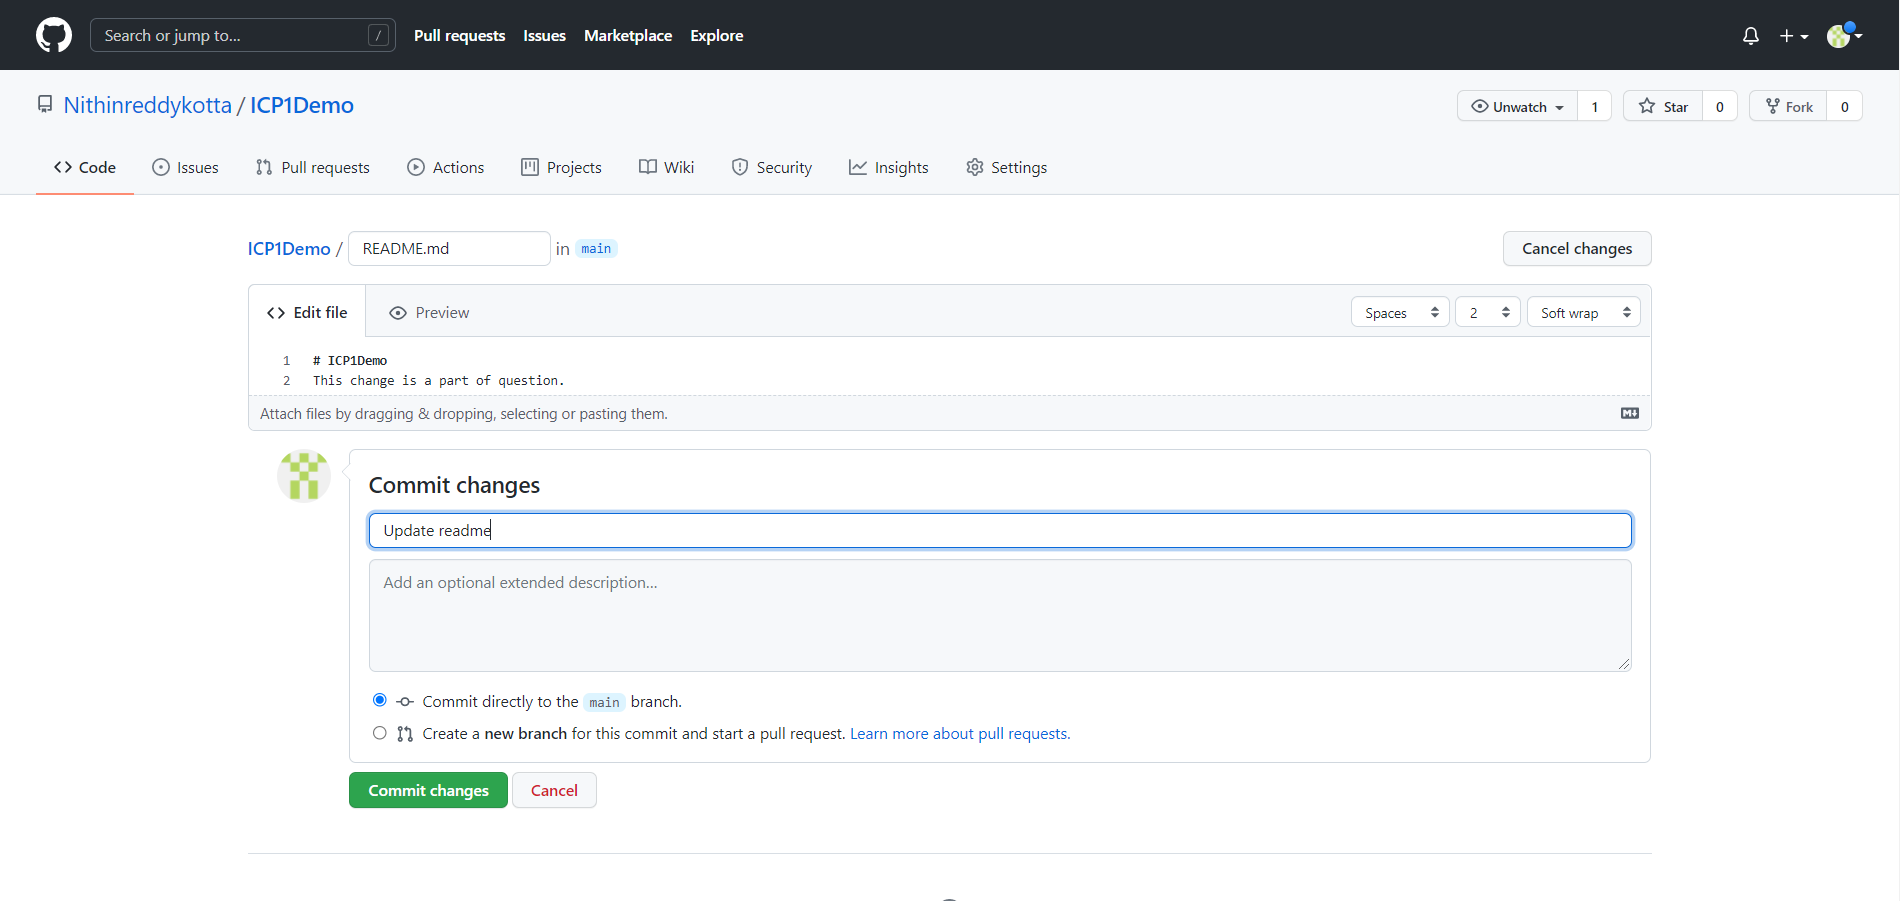 Search or jump to... /
Pull requests Issues Marketplace Explore
Nithinreddykotta / ICP1Demo
Unwatch 1 Star 0 Fork 0
Code Issues Pull requests Actions Projects Wiki Security Insights Settings
ICP1Demo / README.md in main Cancel changes
Edit file Preview Spaces 2 Soft wrap
1 # ICP1Demo
2 This change is a part of question.
Attach files by dragging & dropping, selecting or pasting them.
Commit changes
Update readme
Add an optional extended description...
Commit directly to the main branch.
Create a new branch for this commit and start a pull request. Learn more about pull requests.
Commit changes Cancel